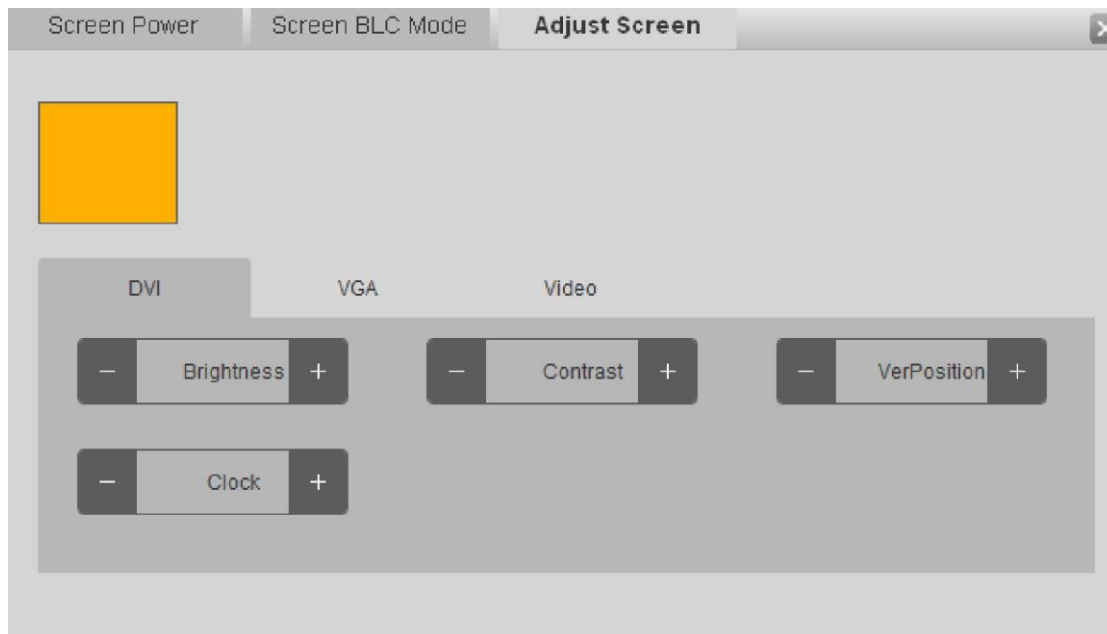 Screen Power Screen BLC Mode Adjust Screen
DVI VGA Video
− Brightness + − Contrast + − VerPosition +
− Clock +